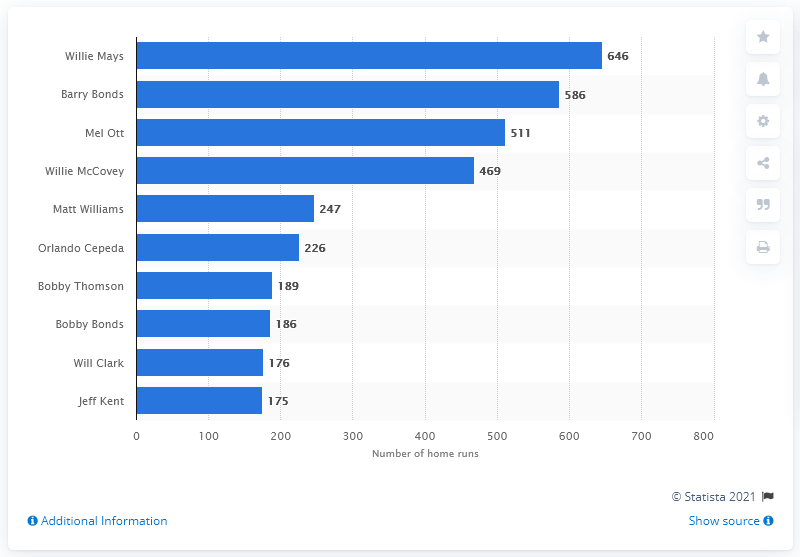 Willie Mays 646
Barry Bonds 586
Mel Ott 511
Willie McCovey 469
Matt Williams 247
Orlando Cepeda 226
Bobby Thomson 189
Bobby Bonds 186
Will Clark 176
Jeff Kent 175
0 100 200 300 400 500 600 700 800
Number of home runs
© Statista 2021
Additional Information
Show source